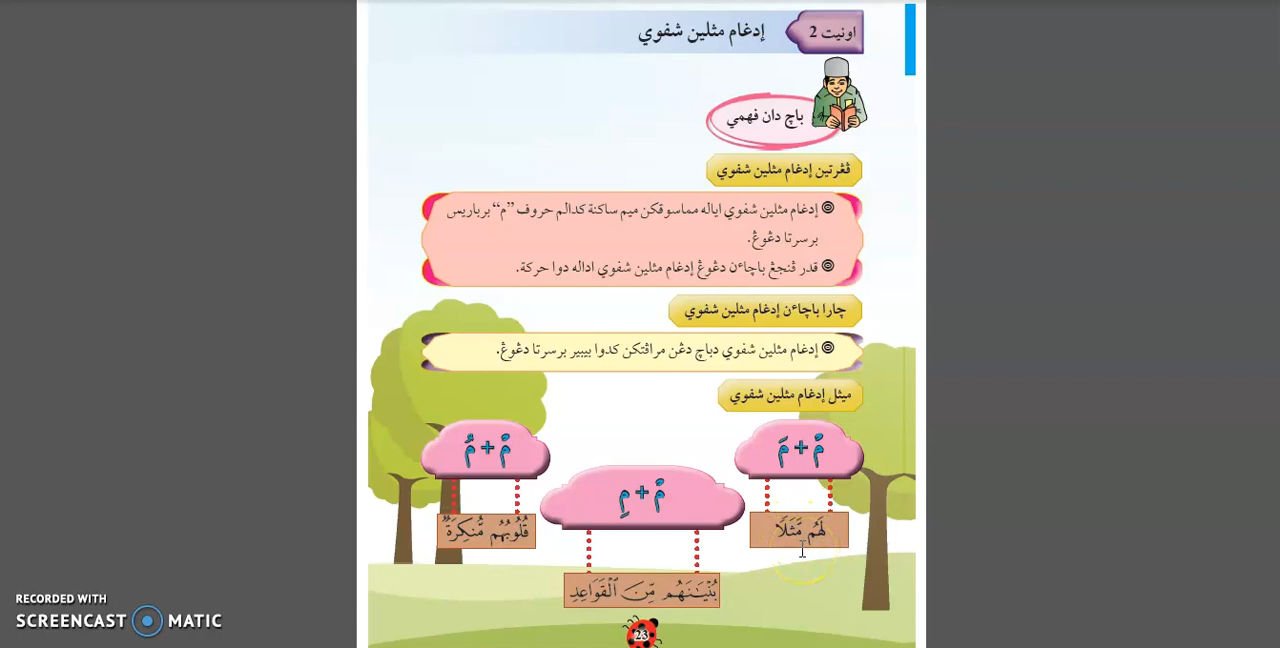 اونيت 2
إدغام مثلين شفوي
باچ دان فهمي
ڤڠرتين إدغام مثلين شفوي
إدغام مثلين شفوي اياله مماسوقكن ميم ساكنة كدالم حروف ”م“ برباريس
برسرتا دڠوڠ.
قدر ڤنجڠ باچاءن دڠوڠ إدغام مثلين شفوي اداله دوا حركة.
چارا باچاءن إدغام مثلين شفوي
إدغام مثلين شفوي دباچ دڠن مراڤتكن كدوا بيبير برسرتا دڠوڠ.
ميثل إدغام مثلين شفوي
مْ + مَ
مْ + مِ
مْ + مُ
لَهُم مَّثَلًا
بُنْيَـٰنَهُم مِّنَ ٱلْقَوَاعِدِ
قُلُوبُهُم مُّنكِرَةٌ
23
RECORDED WITH
SCREENCAST MATIC